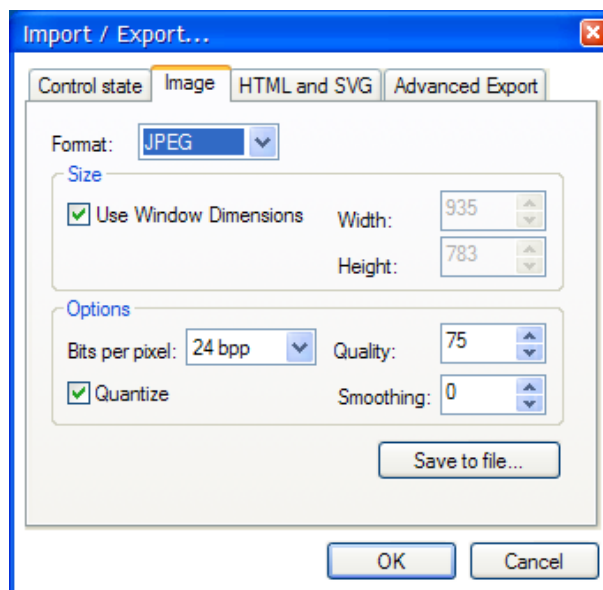 Import / Export...
Control state Image HTML and SVG Advanced Export
Format: JPEG
Size
Use Window Dimensions Width: 935
Height: 783
Options
Bits per pixel: 24 bpp Quality: 75
Quantize Smoothing: 0
Save to file...
OK Cancel